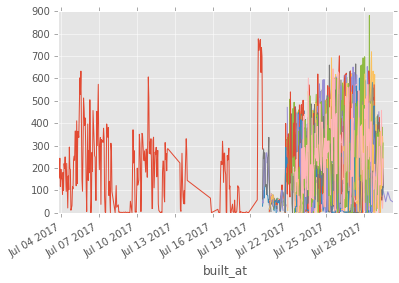 900
800
700
600
500
400
300
200
100
0
Jul 04 2017
Jul 07 2017
Jul 10 2017
Jul 13 2017
Jul 16 2017
Jul 19 2017
Jul 22 2017
Jul 25 2017
Jul 28 2017
built_at